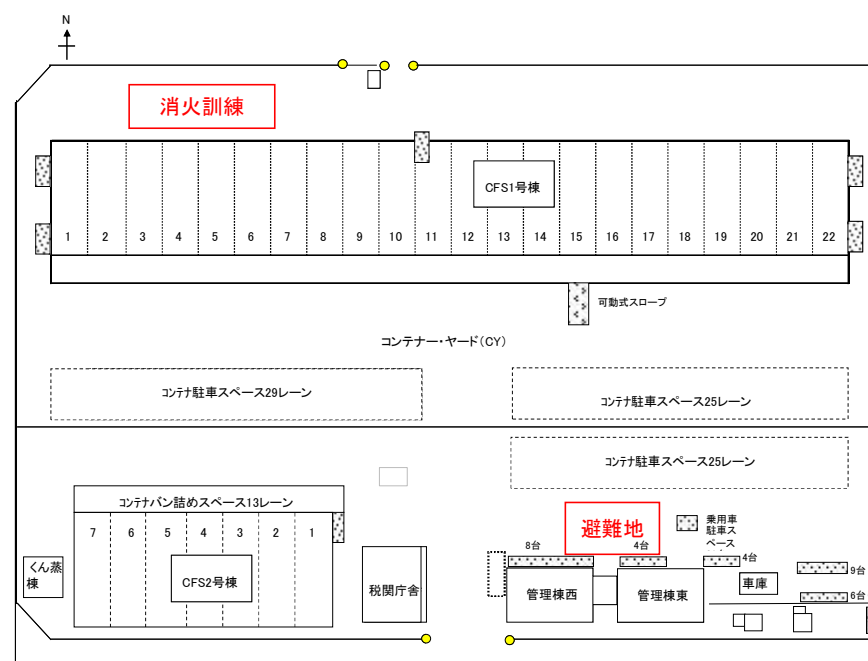 N
消火訓練
CFS1号棟
1 2 3 4 5 6 7 8 9 10 11 12 13 14 15 16 17 18 19 20 21 22
可動式スロープ
コンテナー・ヤード(CY)
コンテナ駐車スペース29レーン
コンテナ駐車スペース25レーン
コンテナ駐車スペース25レーン
コンテナバン詰めスペース13レーン
7 6 5 4 3 2 1
CFS2号棟
くん蒸
棟
税関庁舎
避難地
乗用車
駐車ス
ペース
8台
4台
4台
9台
6台
管理棟西
管理棟東
車庫